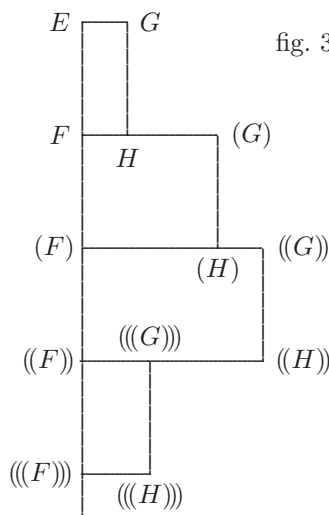 E G fig. 3
F (G)
H
(F) ((G))
(H)
(((G)))
((F)) ((H))
(((F))) (((H)))